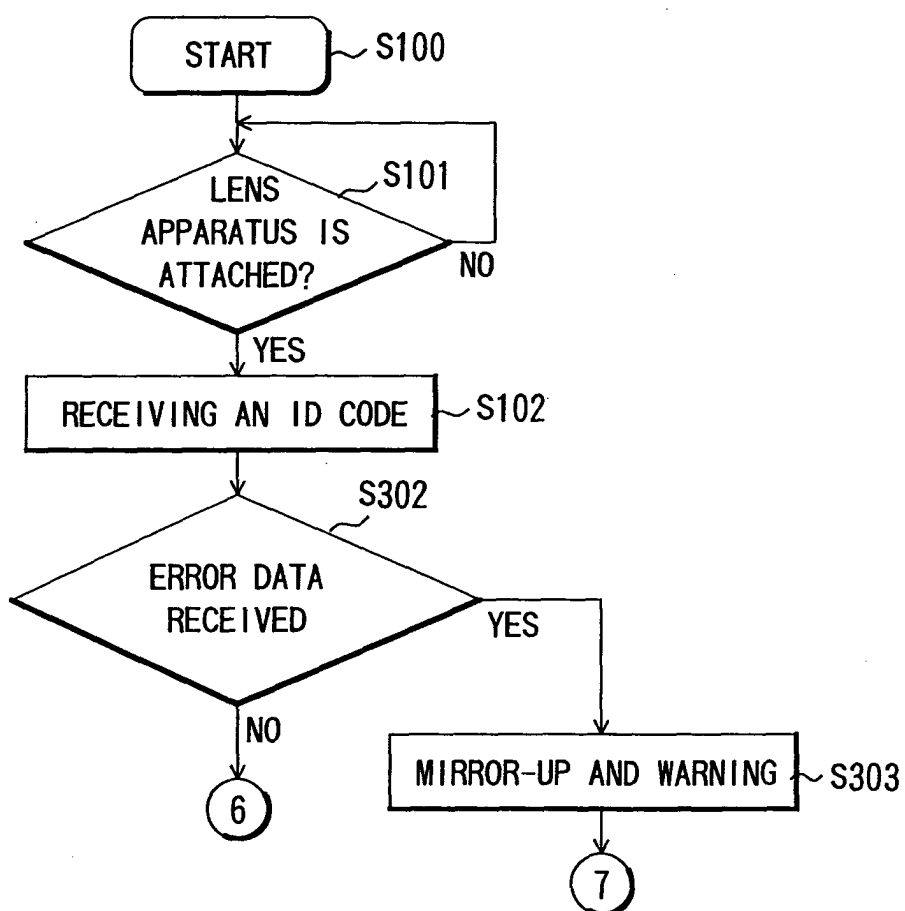 START
S100
S101
LENS
APPARATUS IS
ATTACHED?
NO
YES
RECEIVING AN ID CODE
S102
S302
ERROR DATA
RECEIVED
YES
NO
MIRROR-UP AND WARNING
S303
6
7